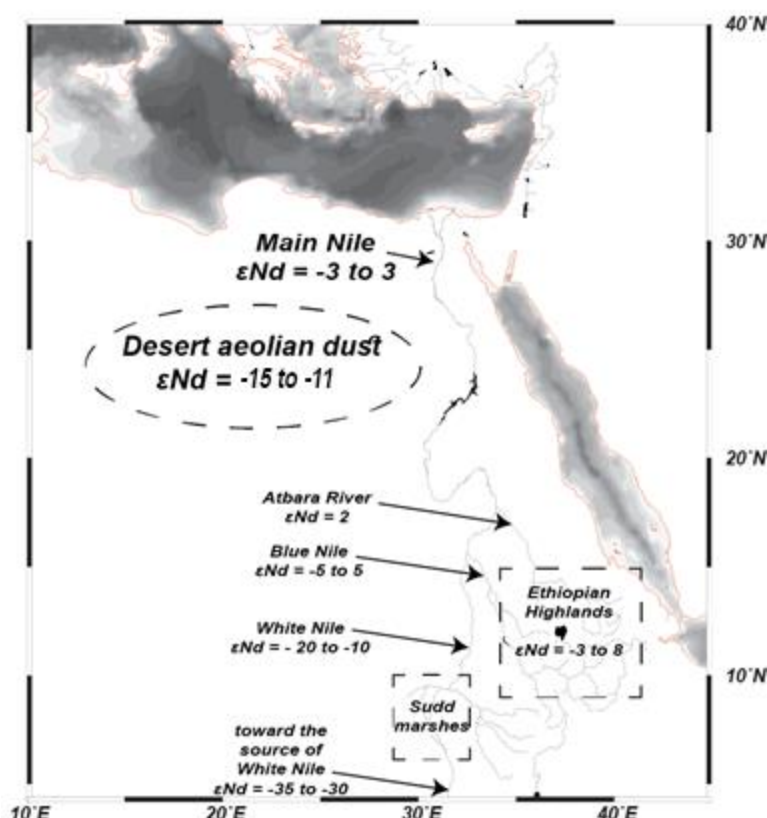 40°N
Main Nile
εNd = -3 to 3
30°N
Desert aeolian dust
εNd = -15 to -11
20°N
Atbara River
εNd = 2
Blue Nile
εNd = -5 to 5
Ethiopian
Highlands
εNd = -3 to 8
White Nile
εNd = - 20 to -10
10°N
Sudd
marshes
toward the
source of
White Nile
εNd = -35 to -30
10°E
20°E
30°E
40°E